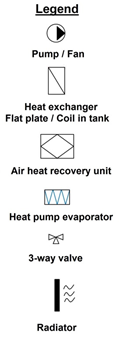 Legend
Pump / Fan
Heat exchanger
Flat plate / Coil in tank
Air heat recovery unit
Heat pump evaporator
3-way valve
Radiator